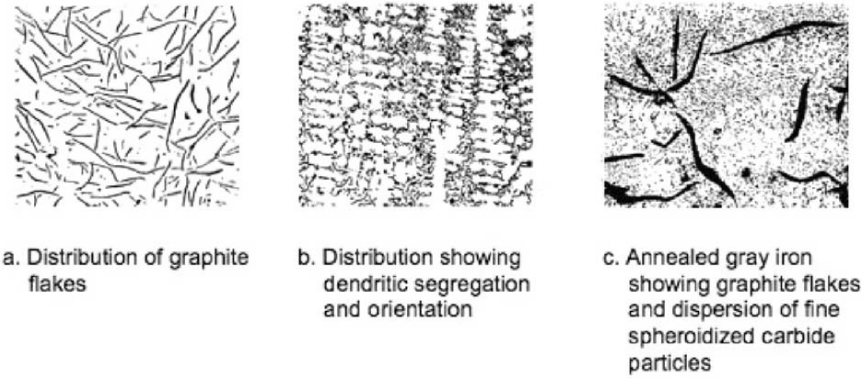 a. Distribution of graphite
flakes
b. Distribution showing
dendritic segregation
and orientation
c. Annealed gray iron
showing graphite flakes
and dispersion of fine
spheroidized carbide
particles